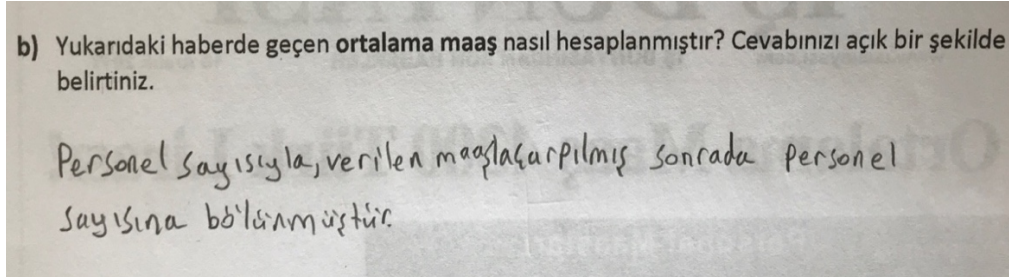 b) Yukarıdaki haberde geçen ortalama maaş nasıl hesaplanmıştır? Cevabınızı açık bir şekilde
belirtiniz.
Personel sayısıyla, verilen maaşla çarpılmış sonrada personel
sayısına bölünmüştür.